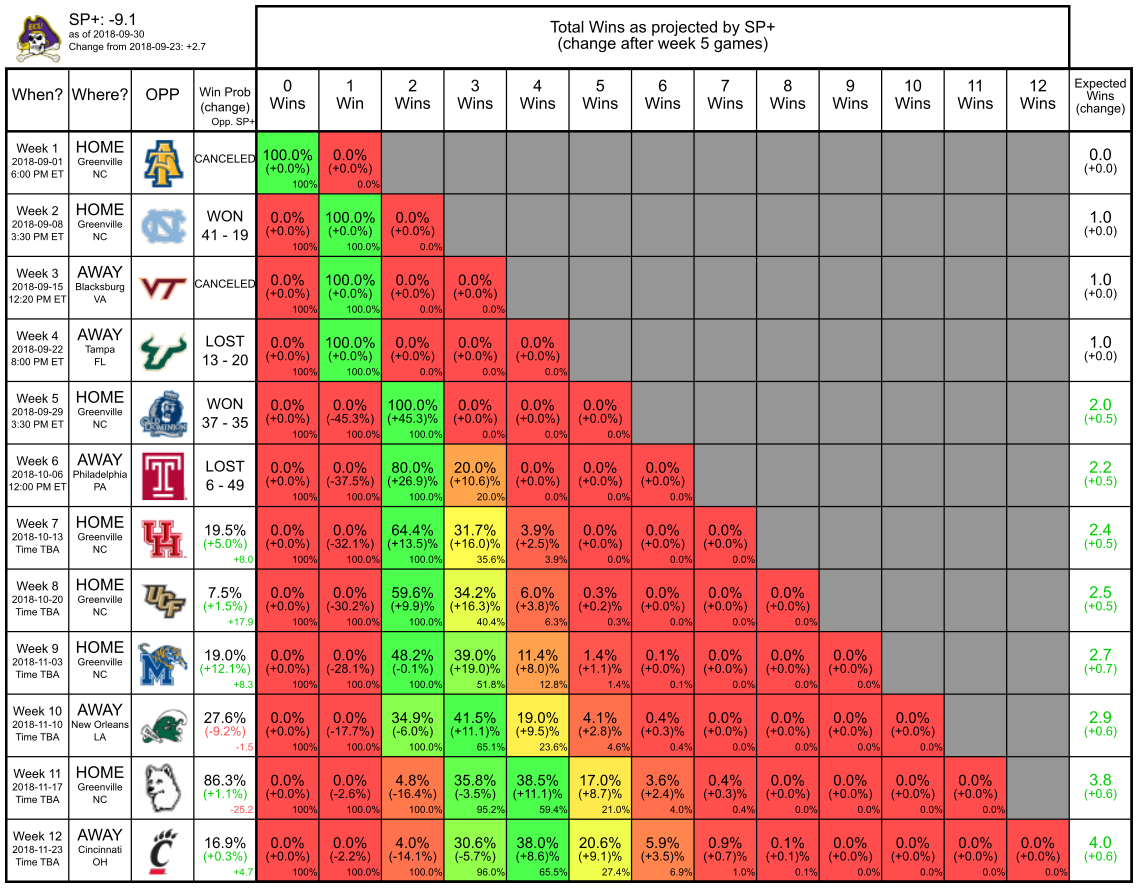 SP+: -9.1
as of 2018-09-30
Change from 2018-09-23: +2.7
Total Wins as projected by SP+
(change after week 5 games)
When? Where? OPP Win Prob (change) Opp. SP+ 0 Wins 1 Win 2 Wins 3 Wins 4 Wins 5 Wins 6 Wins 7 Wins 8 Wins 9 Wins 10 Wins 11 Wins 12 Wins Expected Wins (change)
Week 1 HOME
2018-09-01 Greenville CANCELED 100.0% 0.0% 0.0
6:00 PM ET NC (+0.0%) (+0.0%) (+0.0)
100% 0.0%
Week 2 HOME
2018-09-08 Greenville WON 0.0% 100.0% 0.0% 1.0
3:30 PM ET NC 41 - 19 (+0.0%) (+0.0%) (+0.0%) (+0.0)
100% 100.0% 0.0%
Week 3 AWAY
2018-09-15 Blacksburg VT CANCELED 0.0% 100.0% 0.0% 0.0% 1.0
12:20 PM ET VA (+0.0%) (+0.0%) (+0.0%) (+0.0%) (+0.0)
100% 100.0% 0.0% 0.0%
Week 4 AWAY
2018-09-22 Tampa LOST 0.0% 100.0% 0.0% 0.0% 0.0% 1.0
8:00 PM ET FL 13 - 20 (+0.0%) (+0.0%) (+0.0%) (+0.0%) (+0.0%) (+0.0)
100% 100.0% 0.0% 0.0% 0.0%
Week 5 HOME
2018-09-29 Greenville OLD DOMINION WON 0.0% 0.0% 100.0% 0.0% 0.0% 0.0% 2.0
3:30 PM ET NC 37 - 35 (+0.0%) (-45.3%) (+45.3)% (+0.0%) (+0.0%) (+0.0%) (+0.5)
100% 100.0% 100.0% 0.0% 0.0% 0.0%
Week 6 AWAY
2018-10-06 Philadelphia T LOST 0.0% 0.0% 80.0% 20.0% 0.0% 0.0% 0.0% 2.2
12:00 PM ET PA 6 - 49 (+0.0%) (-37.5%) (+26.9)% (+10.6)% (+0.0%) (+0.0%) (+0.0%) (+0.5)
100% 100.0% 100.0% 20.0% 0.0% 0.0% 0.0%
Week 7 HOME
2018-10-13 Greenville UH 19.5% 0.0% 0.0% 64.4% 31.7% 3.9% 0.0% 0.0% 0.0% 2.4
Time TBA NC (+5.0%) (+0.0%) (-32.1%) (+13.5)% (+16.0)% (+2.5)% (+0.0%) (+0.0%) (+0.0%) (+0.5)
+8.0 100% 100.0% 100.0% 35.6% 3.9% 0.0% 0.0% 0.0%
Week 8 HOME
2018-10-20 Greenville UCF 7.5% 0.0% 0.0% 59.6% 34.2% 6.0% 0.3% 0.0% 0.0% 0.0% 2.5
Time TBA NC (+1.5%) (+0.0%) (-30.2%) (+9.9)% (+16.3)% (+3.8)% (+0.2)% (+0.0%) (+0.0%) (+0.0%) (+0.5)
+17.9 100% 100.0% 100.0% 40.4% 6.3% 0.3% 0.0% 0.0% 0.0%
Week 9 HOME
2018-11-03 Greenville M 19.0% 0.0% 0.0% 48.2% 39.0% 11.4% 1.4% 0.1% 0.0% 0.0% 0.0% 2.7
Time TBA NC (+12.1%) (+0.0%) (-28.1%) (-0.1)% (+19.0)% (+8.0)% (+1.1)% (+0.0%) (+0.0%) (+0.0%) (+0.0%) (+0.7)
+8.3 100% 100.0% 100.0% 51.8% 12.8% 1.4% 0.1% 0.0% 0.0% 0.0%
Week 10 AWAY
2018-11-10 New Orleans 27.6% 0.0% 0.0% 34.9% 41.5% 19.0% 4.1% 0.4% 0.0% 0.0% 0.0% 0.0% 2.9
Time TBA LA (-9.2%) (+0.0%) (-17.7%) (-6.0%) (+11.1)% (+9.5)% (+2.8)% (+0.3)% (+0.0%) (+0.0%) (+0.0%) (+0.0%) (+0.6)
-1.5 100% 100.0% 100.0% 65.1% 23.6% 4.6% 0.4% 0.0% 0.0% 0.0% 0.0%
Week 11 HOME
2018-11-17 Greenville 86.3% 0.0% 0.0% 4.8% 35.8% 38.5% 17.0% 3.6% 0.4% 0.0% 0.0% 0.0% 0.0% 3.8
Time TBA NC (+1.1%) (+0.0%) (-2.6%) (-16.4%) (-3.5%) (+11.1)% (+8.7)% (+2.4)% (+0.3)% (+0.0%) (+0.0%) (+0.0%) (+0.0%) (+0.6)
-25.2 100% 100.0% 100.0% 95.2% 59.4% 21.0% 4.0% 0.4% 0.0% 0.0% 0.0% 0.0%
Week 12 AWAY
2018-11-23 Cincinnati C 16.9% 0.0% 0.0% 4.0% 30.6% 38.0% 20.6% 5.9% 0.9% 0.1% 0.0% 0.0% 0.0% 0.0% 4.0
Time TBA OH (+0.3%) (+0.0%) (-2.2%) (-14.1%) (-5.7%) (+8.6)% (+9.1)% (+3.5)% (+0.7)% (+0.1)% (+0.0%) (+0.0%) (+0.0%) (+0.0%) (+0.6)
+4.7 100% 100.0% 100.0% 96.0% 65.5% 27.4% 6.9% 1.0% 0.1% 0.0% 0.0% 0.0% 0.0%